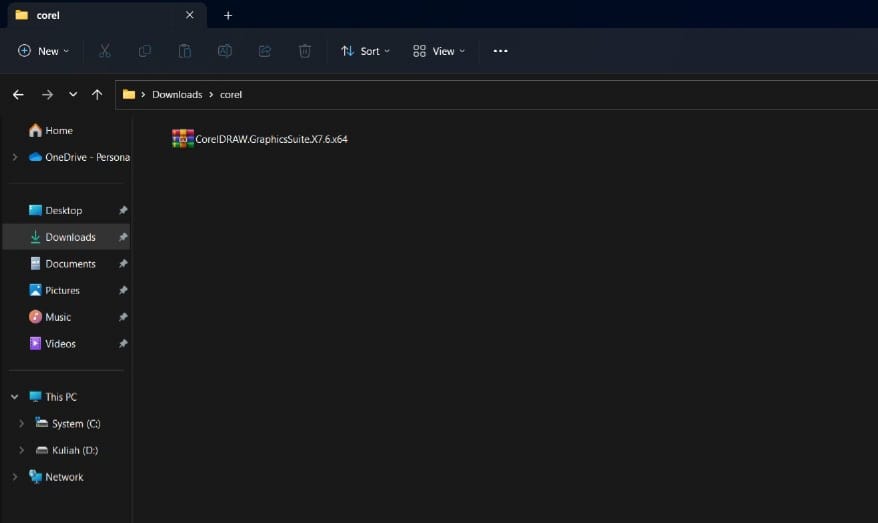 corel
New
Sort
View
Downloads
corel
Home
OneDrive - Persona
CorelDRAW.GraphicsSuite.X7.6.x64
Desktop
Downloads
Documents
Pictures
Music
Videos
This PC
System (C:)
Kuliah (D:)
Network